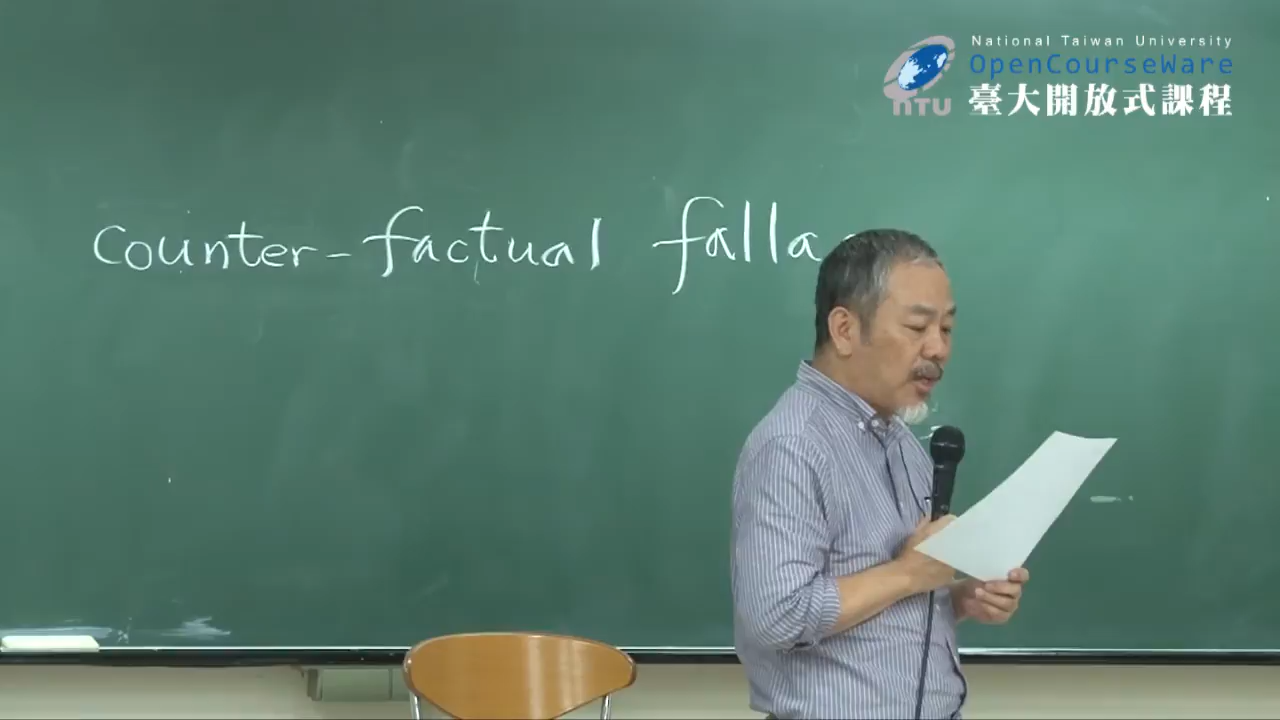 National Taiwan University
OpenCourseWare
臺大開放式課程
NTU
counter-factual